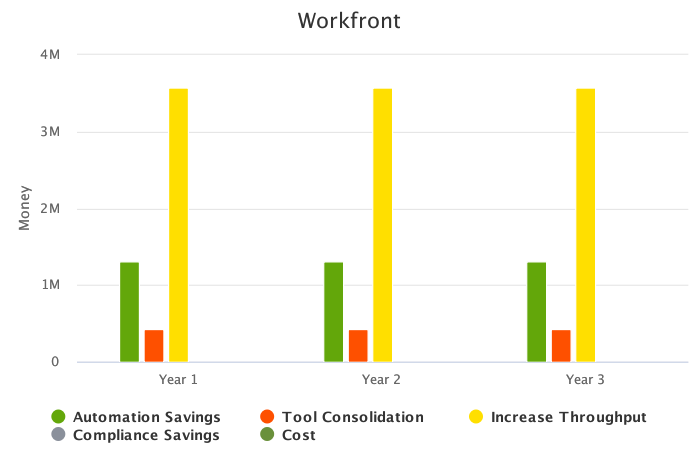 Workfront
4M
3M
2M
1M
0
Money
Year 1 Year 2 Year 3
Automation Savings Tool Consolidation Increase Throughput
Compliance Savings Cost